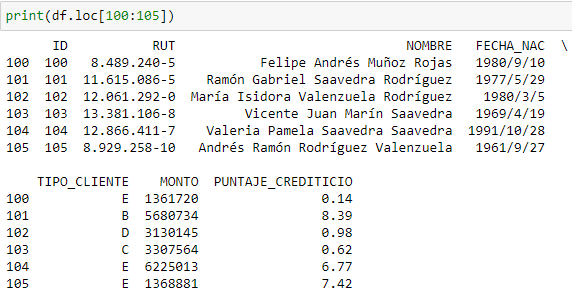 print(df.loc[100:105])
ID RUT NOMBRE FECHA_NAC \
100 100 8.489.240-5 Felipe Andrés Muñoz Rojas 1980/9/10
101 101 11.615.086-5 Ramón Gabriel Saavedra Rodríguez 1977/5/29
102 102 12.061.292-0 María Isidora Valenzuela Rodríguez 1980/3/5
103 103 13.381.106-8 Vicente Juan Marín Saavedra 1969/4/19
104 104 12.866.411-7 Valeria Pamela Saavedra Saavedra 1991/10/28
105 105 8.929.258-10 Andrés Ramón Rodríguez Valenzuela 1961/9/27
TIPO_CLIENTE MONTO PUNTAJE_CREDITICIO
100 E 1361720 0.14
101 B 5680734 8.39
102 D 3130145 0.98
103 C 3307564 0.62
104 E 6225013 6.77
105 E 1368881 7.42